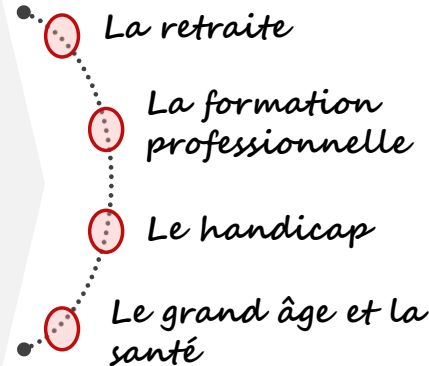 La retraite
La formation
professionnelle
Le handicap
Le grand âge et la
santé